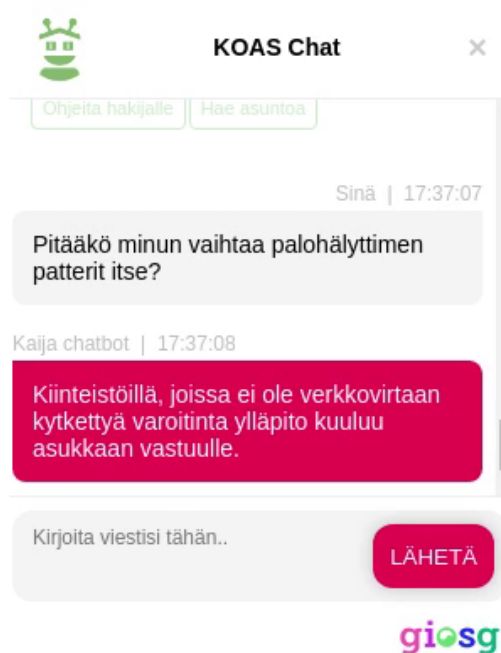 KOAS Chat
×
Ohjeita hakijalle Hae asuntoa
Sinä | 17:37:07
Pitääkö minun vaihtaa palohälyttimen
patterit itse?
Kaija chatbot | 17:37:08
Kiinteistöillä, joissa ei ole verkkovirtaan
kytkettyä varoitinta ylläpito kuuluu
asukkaan vastuulle.
Kirjoita viestisi tähän..
LÄHETÄ
giosg